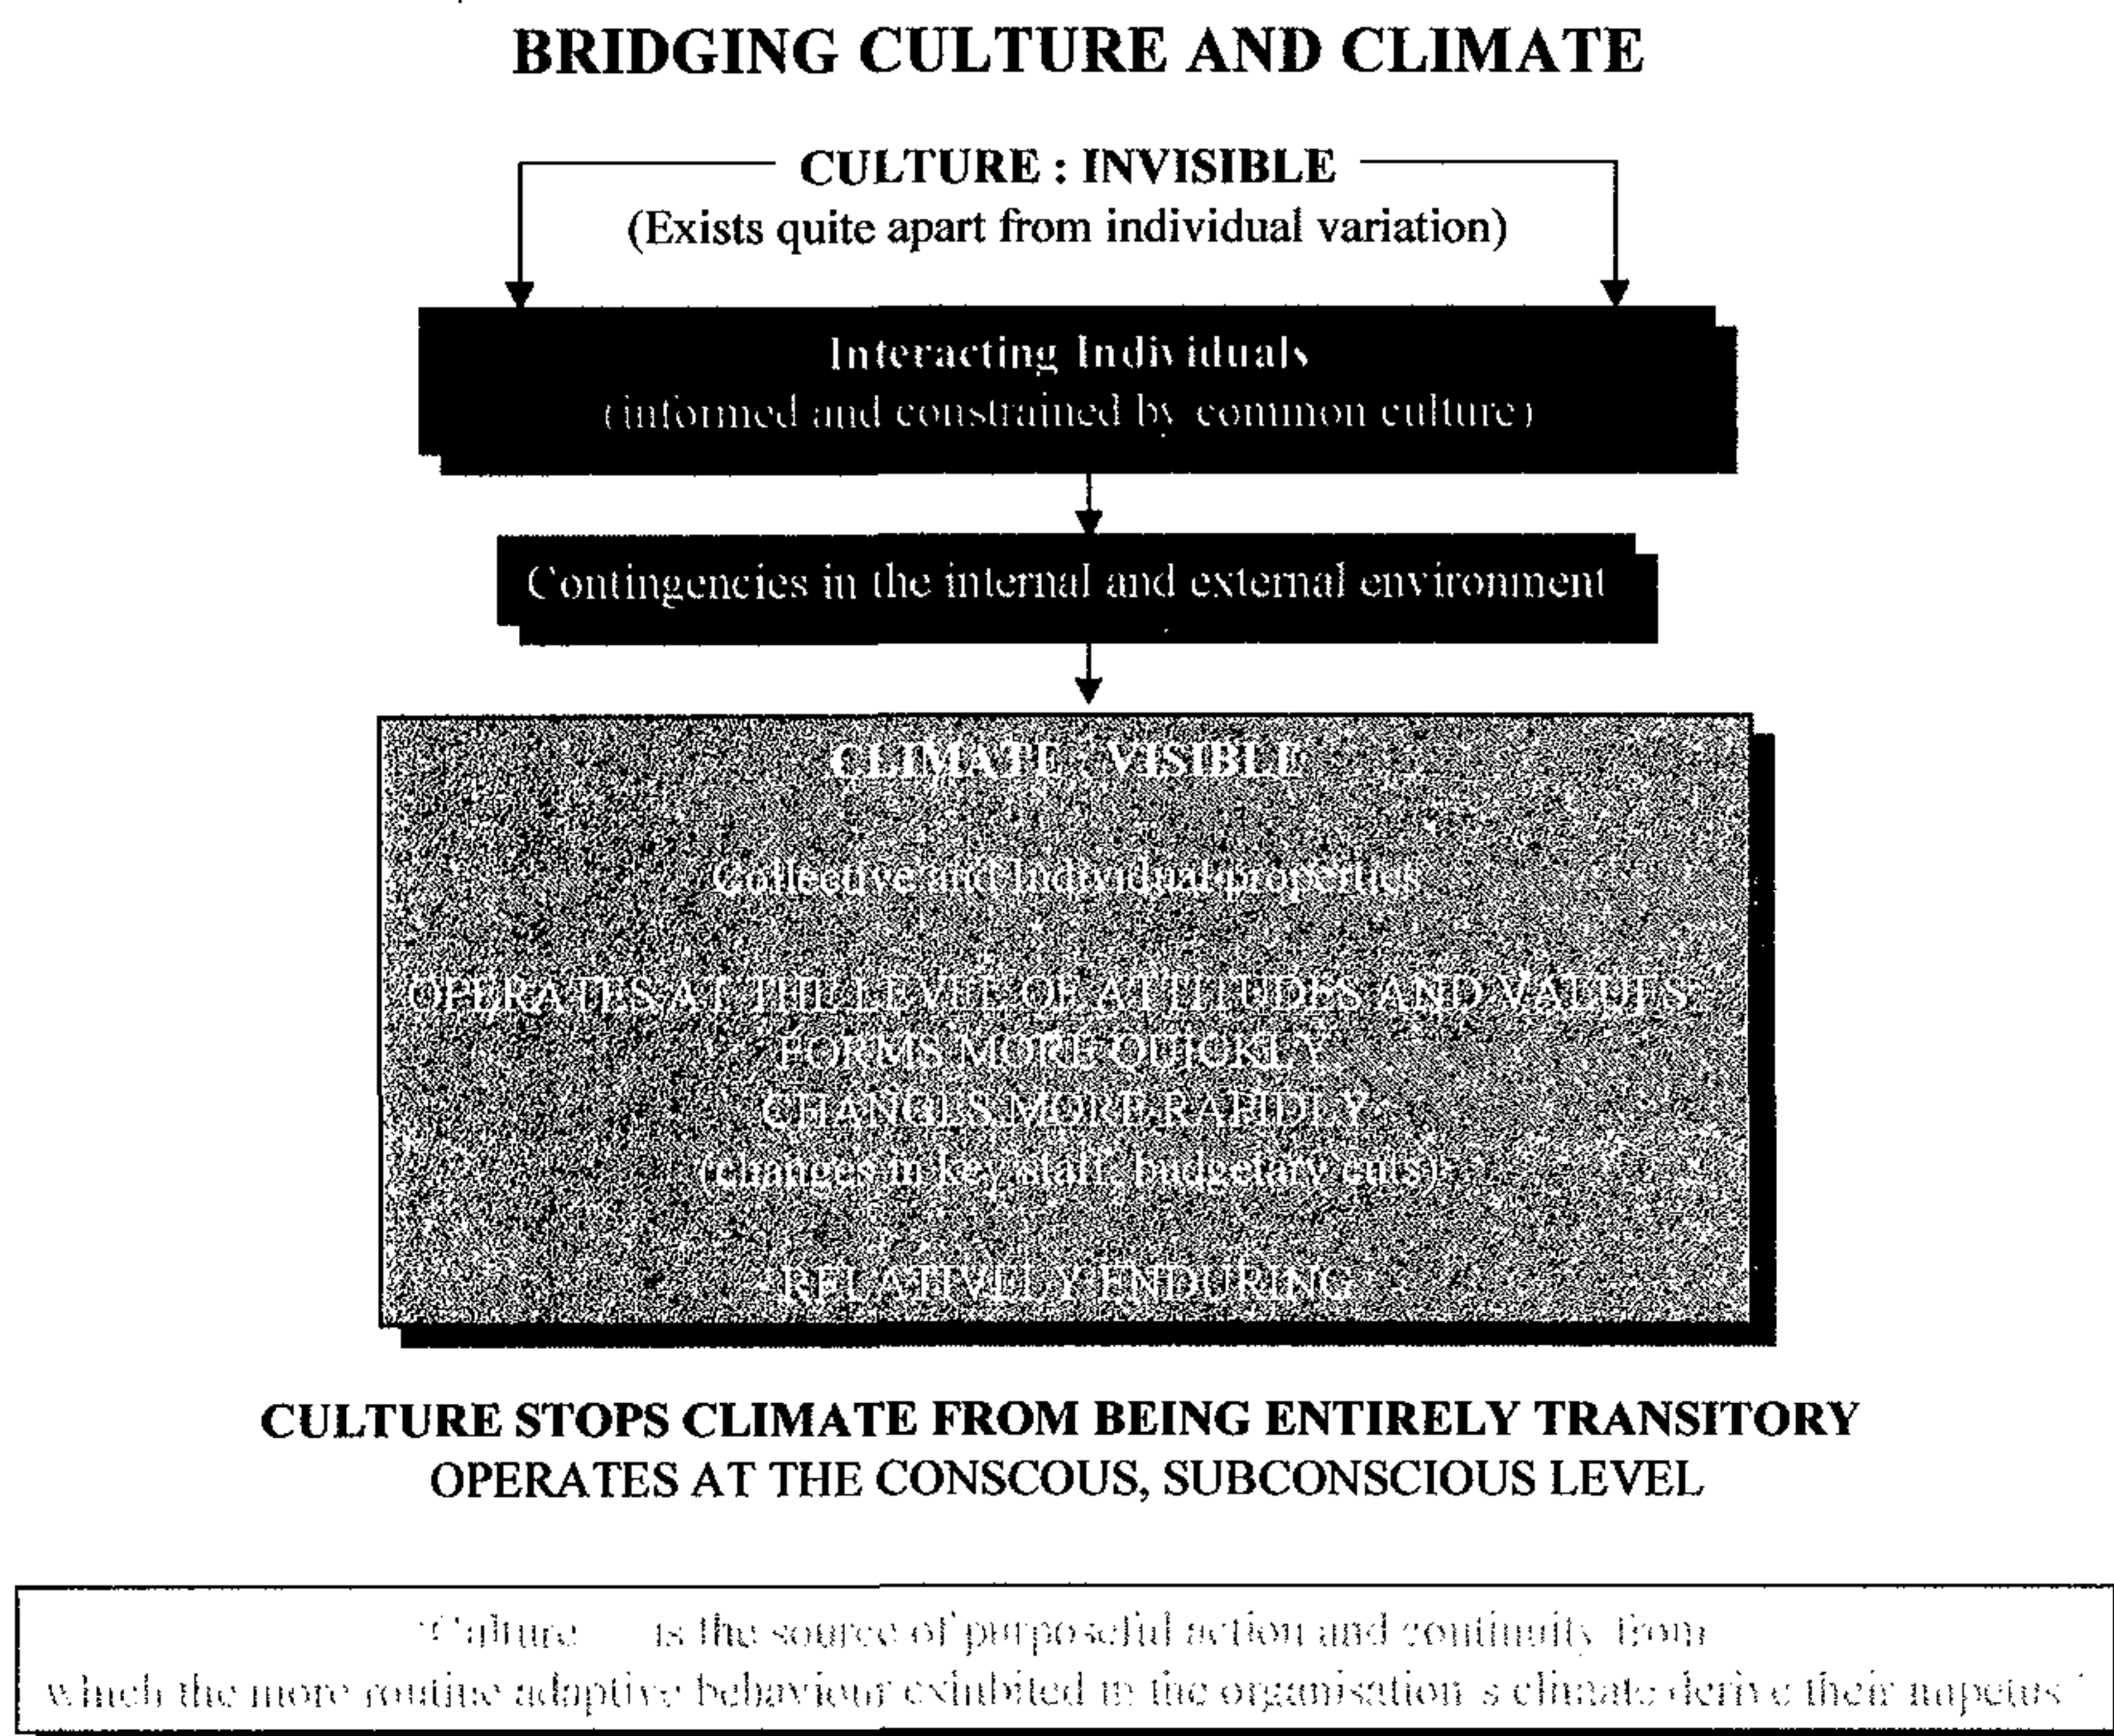 BRIDGING CULTURE AND CLIMATE
CULTURE : INVISIBLE
(Exists quite apart from individual variation)
Interacting Individuals
(informed and constrained by common culture)
Contingencies in the internal and external environment
CLIMATE : VISIBLE
Collective and Individual properties
OPERATES AT THE LEVEL OF ATTITUDES AND VALUES
FORMS MORE QUICKLY
CHANGES MORE RAPIDLY
(changes in key staff, budgetary cuts)
RELATIVELY ENDURING
CULTURE STOPS CLIMATE FROM BEING ENTIRELY TRANSITORY
OPERATES AT THE CONSCOUS, SUBCONSCIOUS LEVEL
'Culture is the source of purposeful action and continuity from
which the more routine adaptive behaviour exhibited in the organisation's climate derive their impetus'